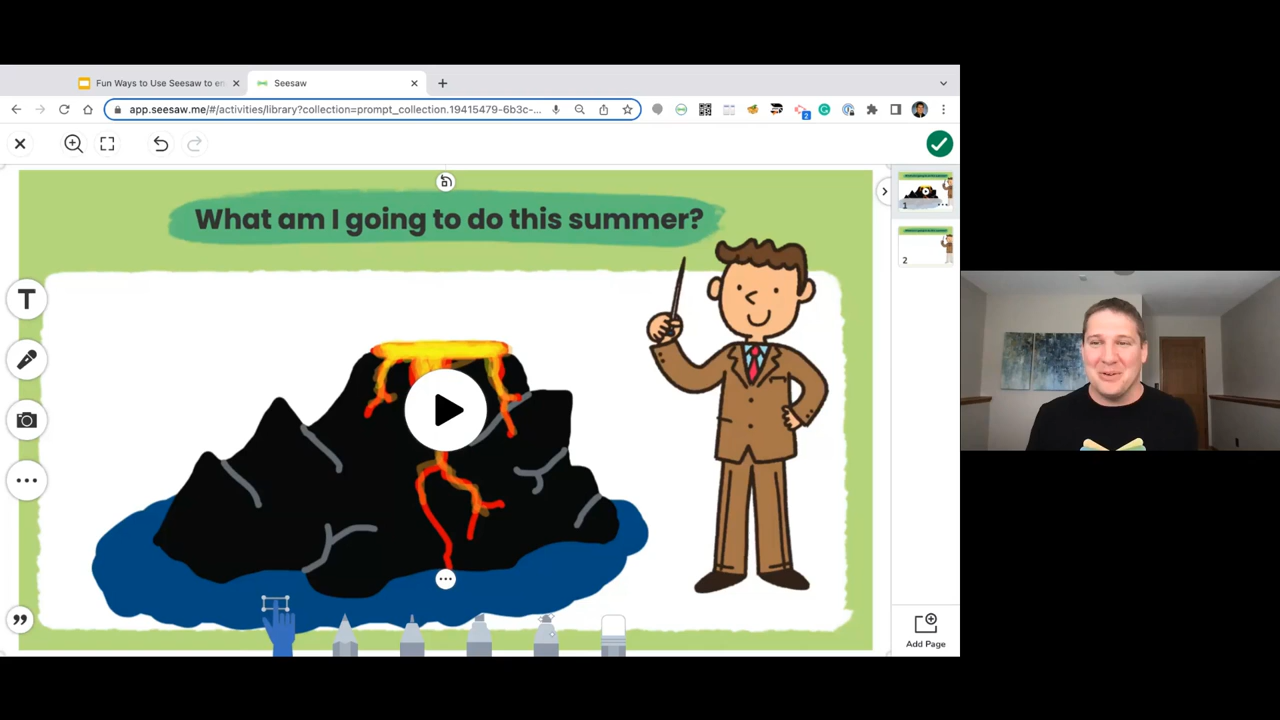 Fun Ways to Use Seesaw to en
Seesaw
app.seesaw.me/#/activities/library?collection=prompt_collection.19415479-6b3c-...
2
What am I going to do this summer?
T
1
2
Add Page